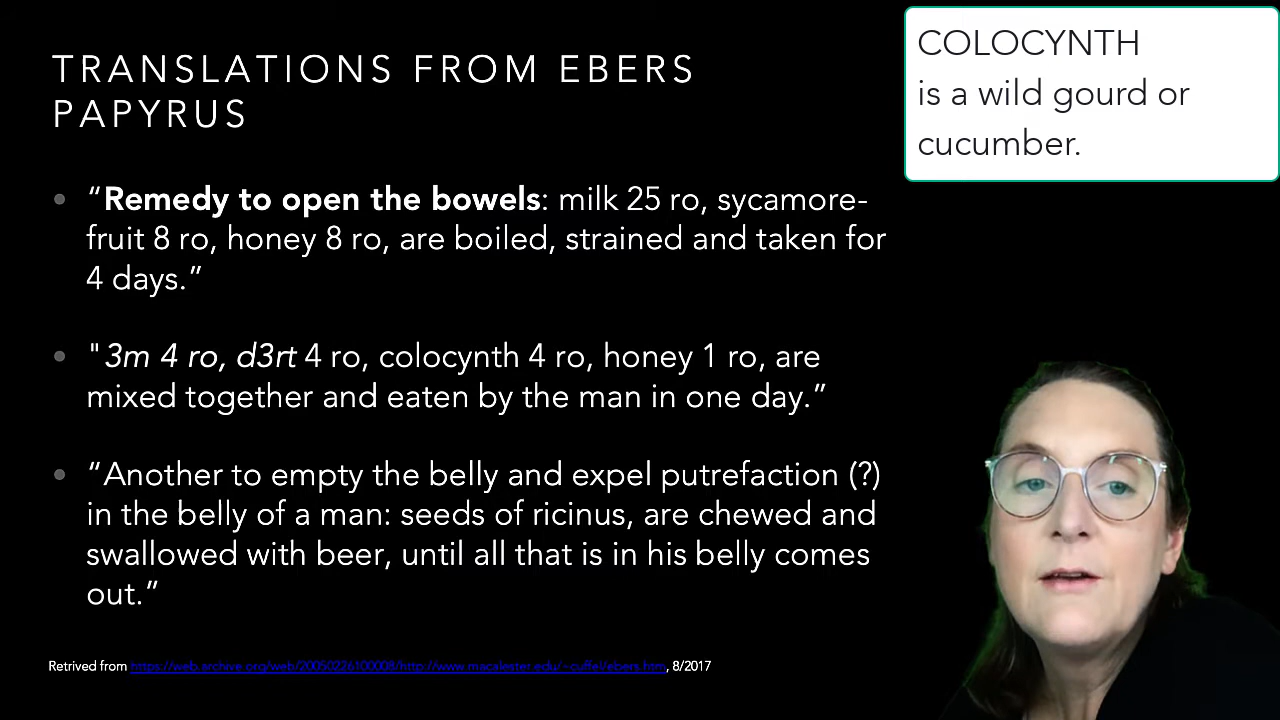 TRANSLATIONS FROM EBERS
PAPYRUS
COLOCYNTH
is a wild gourd or
cucumber.
• “Remedy to open the bowels: milk 25 ro, sycamore-
fruit 8 ro, honey 8 ro, are boiled, strained and taken for
4 days.”
• "3m 4 ro, d3rt 4 ro, colocynth 4 ro, honey 1 ro, are
mixed together and eaten by the man in one day.”
• “Another to empty the belly and expel putrefaction (?)
in the belly of a man: seeds of ricinus, are chewed and
swallowed with beer, until all that is in his belly comes
out.”
Retrived from https://web.archive.org/web/20050226100008/http://www.macalester.edu/~cuffel/ebers.htm, 8/2017